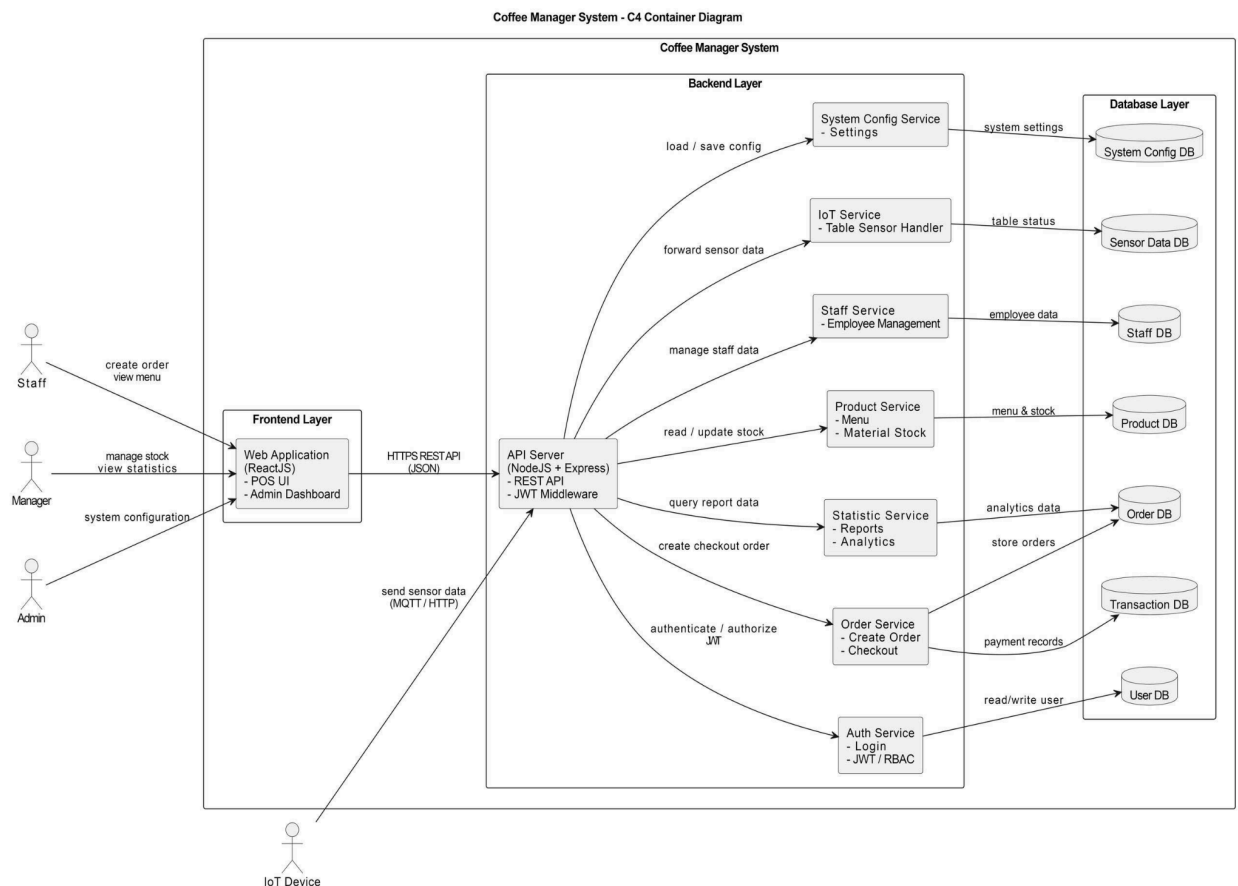 Coffee Manager System - C4 Container Diagram
Coffee Manager System
Backend Layer
Database Layer
System Config Service
- Settings
system settings
System Config DB
load / save config
IoT Service
- Table Sensor Handler
table status
Sensor Data DB
forward sensor data
Staff Service
- Employee Management
employee data
Staff DB
manage staff data
Staff
create order
view menu
Product Service
- Menu
- Material Stock
menu & stock
Product DB
read / update stock
Frontend Layer
Web Application
(ReactJS)
- POS UI
- Admin Dashboard
HTTPS REST API
(JSON)
API Server
(NodeJS + Express)
- REST API
- JWT Middleware
manage stock
view statistics
Manager
system configuration
Admin
query report data
Statistic Service
- Reports
- Analytics
analytics data
Order DB
create checkout order
store orders
send sensor data
(MQTT / HTTP)
Order Service
- Create Order
- Checkout
payment records
Transaction DB
authenticate / authorize
JWT
Auth Service
- Login
- JWT / RBAC
read/write user
User DB
IoT Device